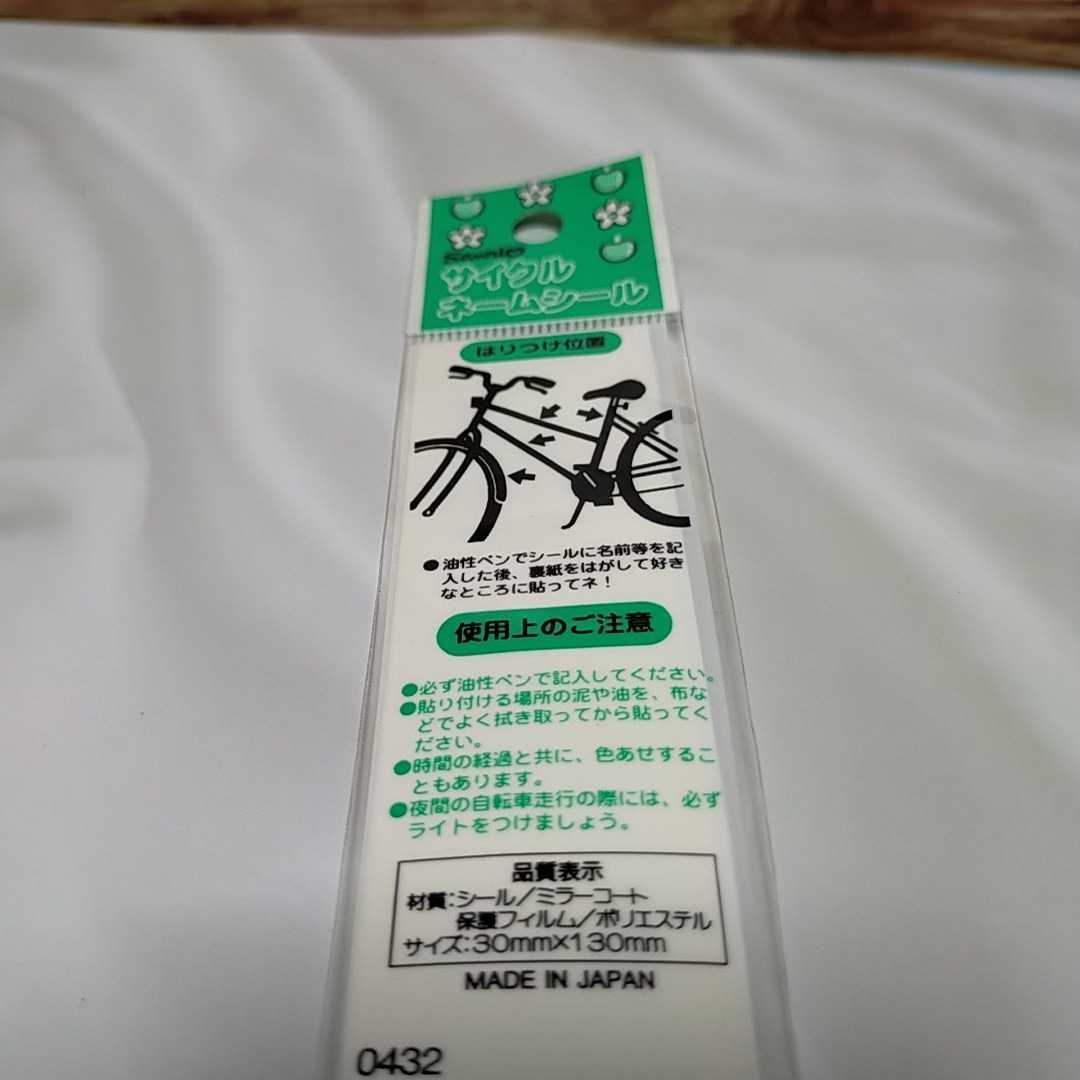 Sanrio
サイクル
ネームシール
はりつけ位置
●油性ペンでシールに名前等を記
入した後、裏紙をはがして好き
なところに貼ってネ！
使用上のご注意
●必ず油性ペンで記入してください。
●貼り付ける場所の泥や油を、布な
どでよく拭き取ってから貼ってく
ださい。
●時間の経過と共に、色あせするこ
ともあります。
●夜間の自転車走行の際には、必ず
ライトをつけましょう。
品質表示
材質:シール/ミラーコート
保護フィルム/ポリエステル
サイズ:30mm×130mm
MADE IN JAPAN
0432